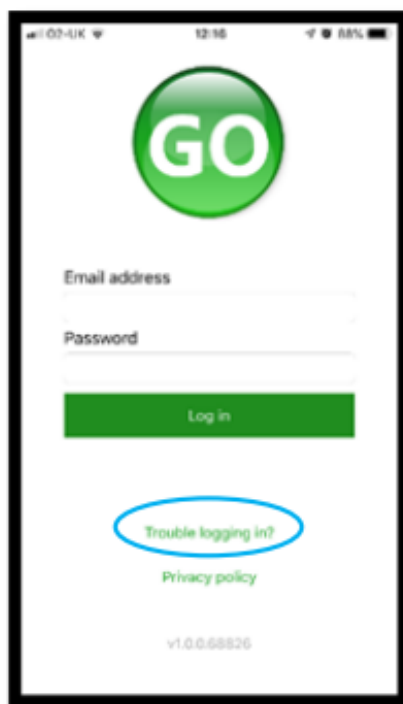 O2-UK 12:16 88%
GO
Email address
Password
Log in
Trouble logging in?
Privacy policy
v1.0.0.68826